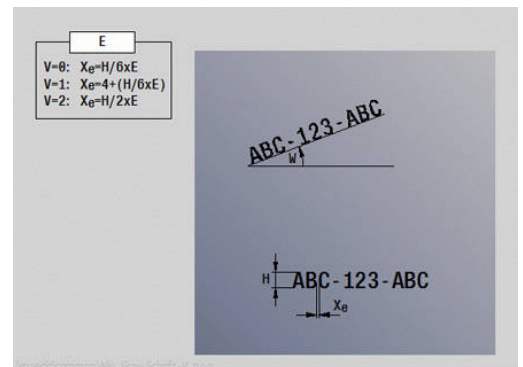 E
V=0: Xe=H/6xE
V=1: Xe=4+(H/6xE)
V=2: Xe=H/2xE
ABC-123-ABC
W
H
ABC-123-ABC
Xe